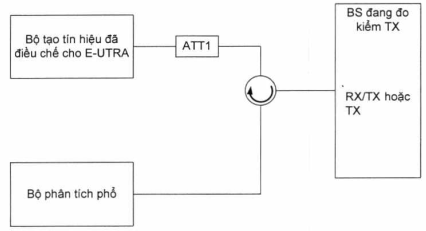 Bộ tạo tín hiệu đã
điều chế cho E-UTRA
ATT1
BS đang đo
kiểm TX
RX/TX hoặc
TX
Bộ phân tích phổ